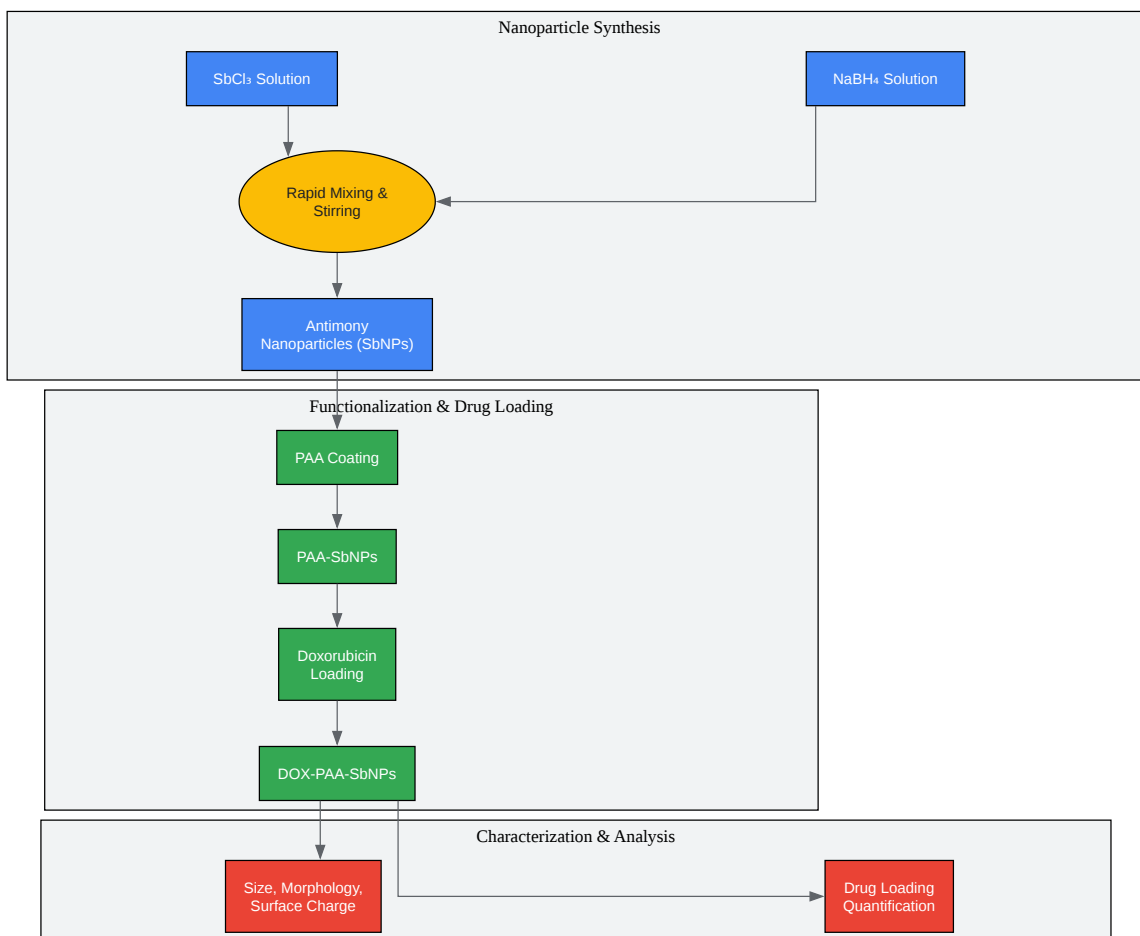 Nanoparticle Synthesis
SbCl₃ Solution
NaBH₄ Solution
Rapid Mixing &
Stirring
Antimony
Nanoparticles (SbNPs)
Functionalization & Drug Loading
PAA Coating
PAA-SbNPs
Doxorubicin
Loading
DOX-PAA-SbNPs
Characterization & Analysis
Size, Morphology,
Surface Charge
Drug Loading
Quantification